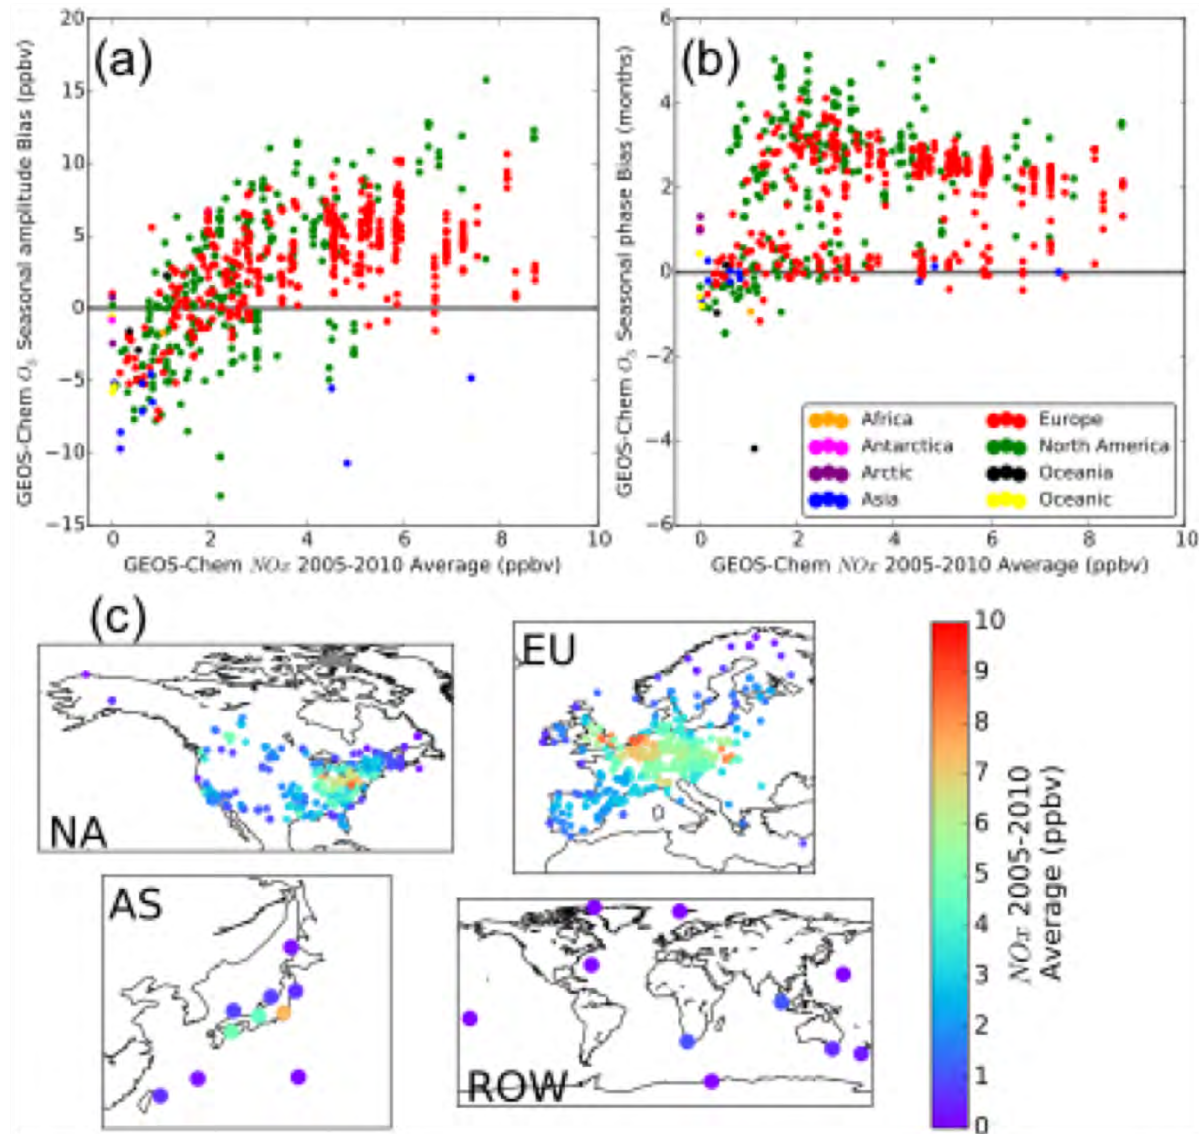 (a)
GEOS-Chem O3 Seasonal amplitude Bias (ppbv)
20
15
10
5
0
−5
−10
−15
0 2 4 6 8 10
GEOS-Chem NOx 2005-2010 Average (ppbv)
(b)
GEOS-Chem O3 Seasonal phase Bias (months)
6
4
2
0
−2
−4
−6
Africa
Antarctica
Arctic
Asia
Europe
North America
Oceania
Oceanic
0 2 4 6 8 10
GEOS-Chem NOx 2005-2010 Average (ppbv)
(c)
NA
EU
AS
ROW
10
9
8
7
6
5
4
3
2
1
0
NOx 2005-2010
Average (ppbv)